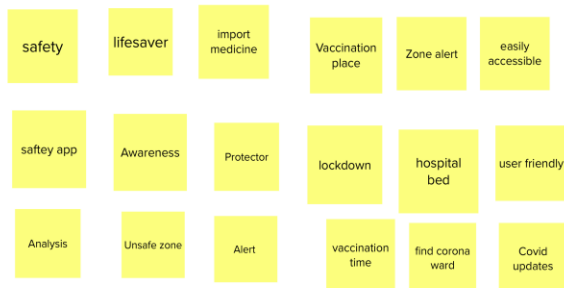 safety
lifesaver
import
medicine
Vaccination
place
Zone alert
easily
accessible
saftey app
Awareness
Protector
lockdown
hospital
bed
user friendly
Analysis
Unsafe zone
Alert
vaccination
time
find corona
ward
Covid
updates